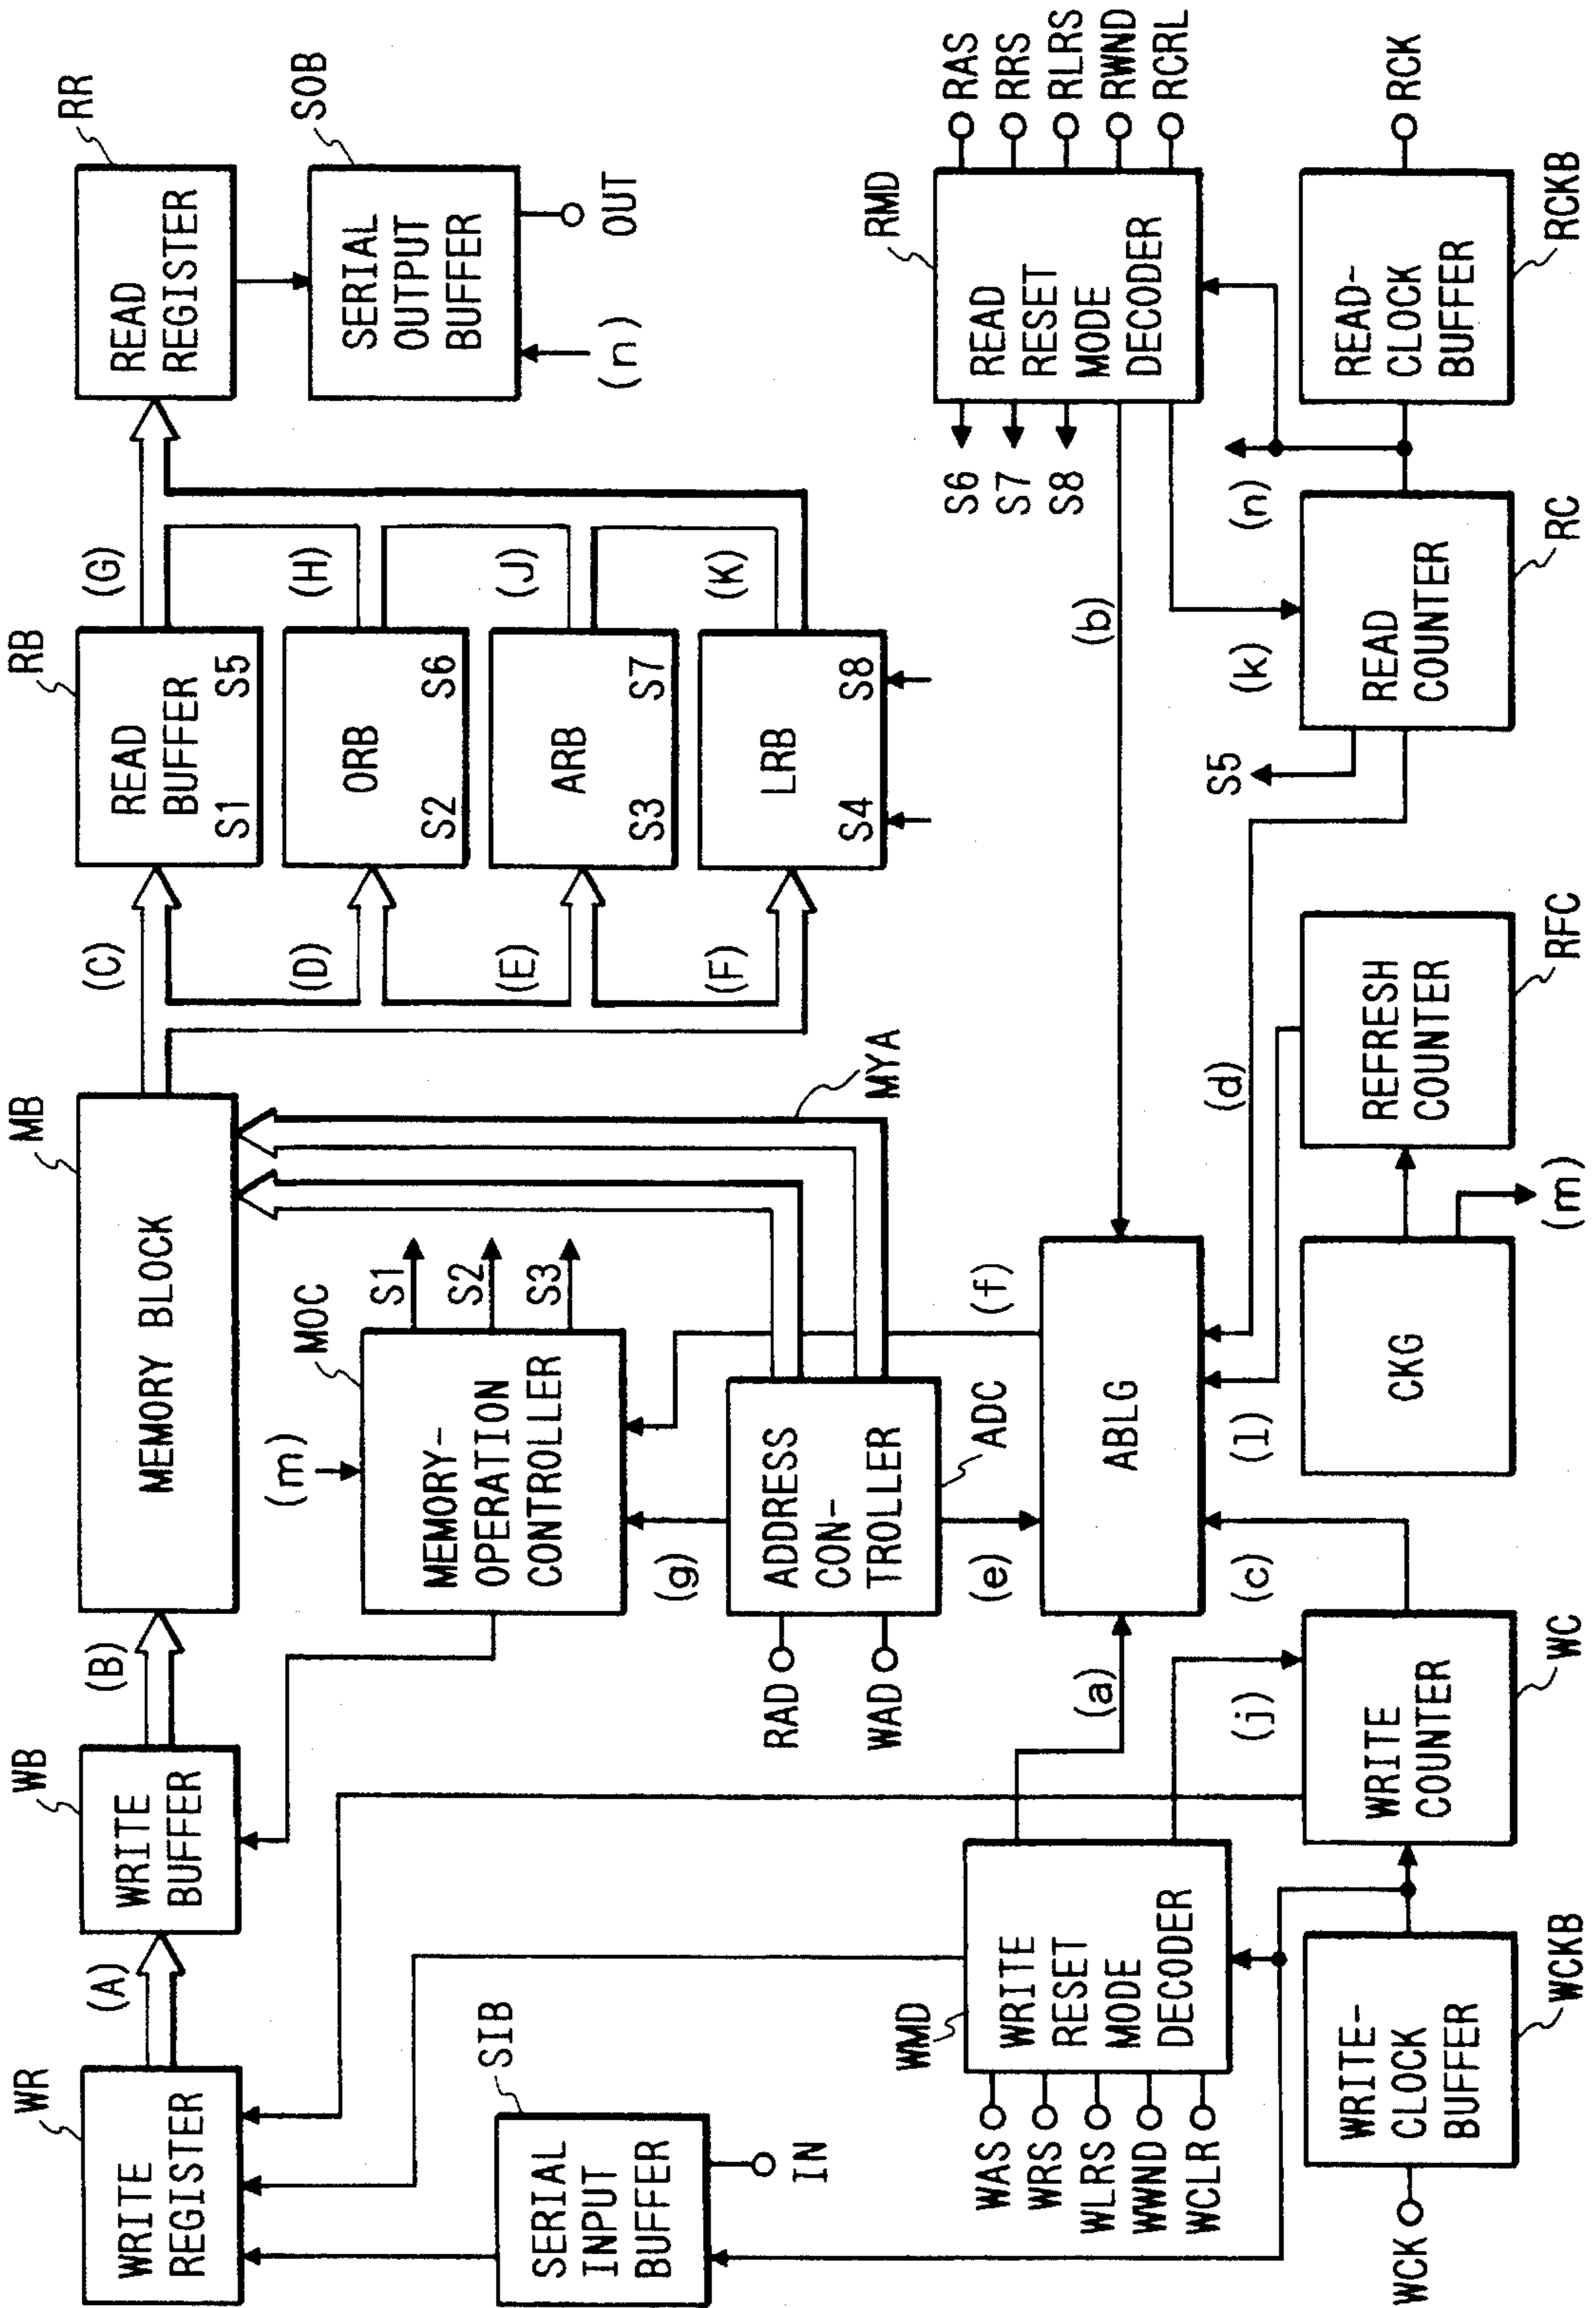 WR
WRITE
REGISTER
(A)
WB
WRITE
BUFFER
(B)
MB
MEMORY BLOCK
(C)
(D)
(E)
(F)
RB
READ
BUFFER
S1
S5
ORB
S2
S6
ARB
S3
S7
LRB
S4
S8
(G)
(H)
(J)
(K)
RR
READ
REGISTER
SOB
SERIAL
OUTPUT
BUFFER
(n)
OUT
SIB
SERIAL
INPUT
BUFFER
IN
MOC
(m)
MEMORY-
OPERATION
CONTROLLER
S1
S2
S3
MYA
(g)
RAD
WAD
ADDRESS
CON-
TROLLER
ADC
(e)
(f)
WMD
WAS
WRS
WLRS
WWND
WCLR
WRITE
RESET
MODE
DECODER
(a)
ABLG
(b)
RMD
READ
RESET
MODE
DECODER
S6
S7
S8
RAS
RRS
RLRS
RWND
RCRL
(j)
(c)
(l)
(d)
S5
(k)
(n)
WCK
WRITE-
CLOCK
BUFFER
WCKB
WRITE
COUNTER
WC
CKG
(m)
REFRESH
COUNTER
RFC
READ
COUNTER
RC
READ-
CLOCK
BUFFER
RCKB
RCK